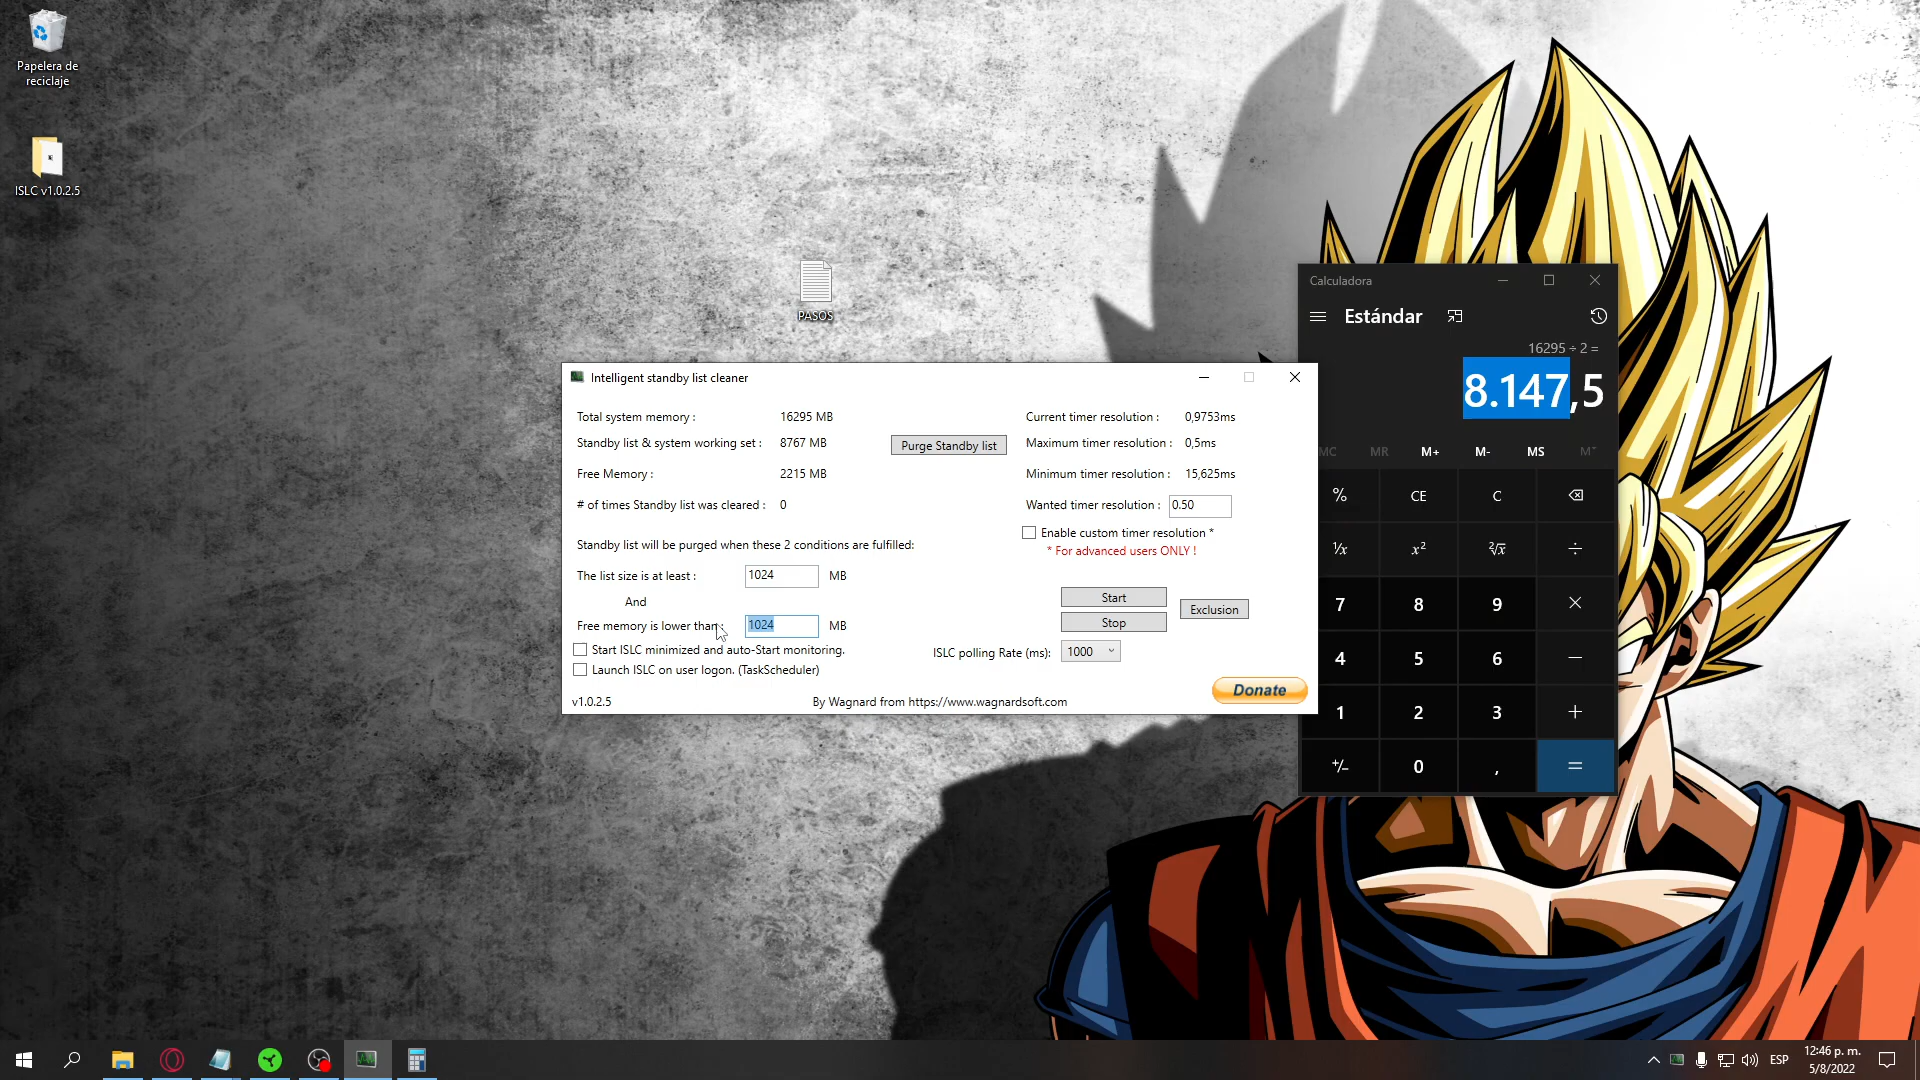 Papelera de
reciclaje
ISLC v1.0.2.5
PASOS
Calculadora
Estándar
16295 ÷ 2 =
8.147,5
MC MR M+ M- MS M˅
% CE C
¹/x x² ²√x ÷
7 8 9 ×
4 5 6 −
1 2 3 +
+/− 0 , =
Intelligent standby list cleaner
Total system memory : 16295 MB
Standby list & system working set : 8767 MB
Purge Standby list
Free Memory : 2215 MB
# of times Standby list was cleared : 0
Current timer resolution : 0,9753ms
Maximum timer resolution : 0,5ms
Minimum timer resolution : 15,625ms
Wanted timer resolution : 0.50
Enable custom timer resolution *
* For advanced users ONLY !
Standby list will be purged when these 2 conditions are fulfilled:
The list size is at least : 1024 MB
And
Free memory is lower than : 1024 MB
Start ISLC minimized and auto-Start monitoring.
Launch ISLC on user logon. (TaskScheduler)
Start
Stop
Exclusion
ISLC polling Rate (ms): 1000
Donate
v1.0.2.5
By Wagnard from https://www.wagnardsoft.com
ESP
12:46 p. m.
5/8/2022